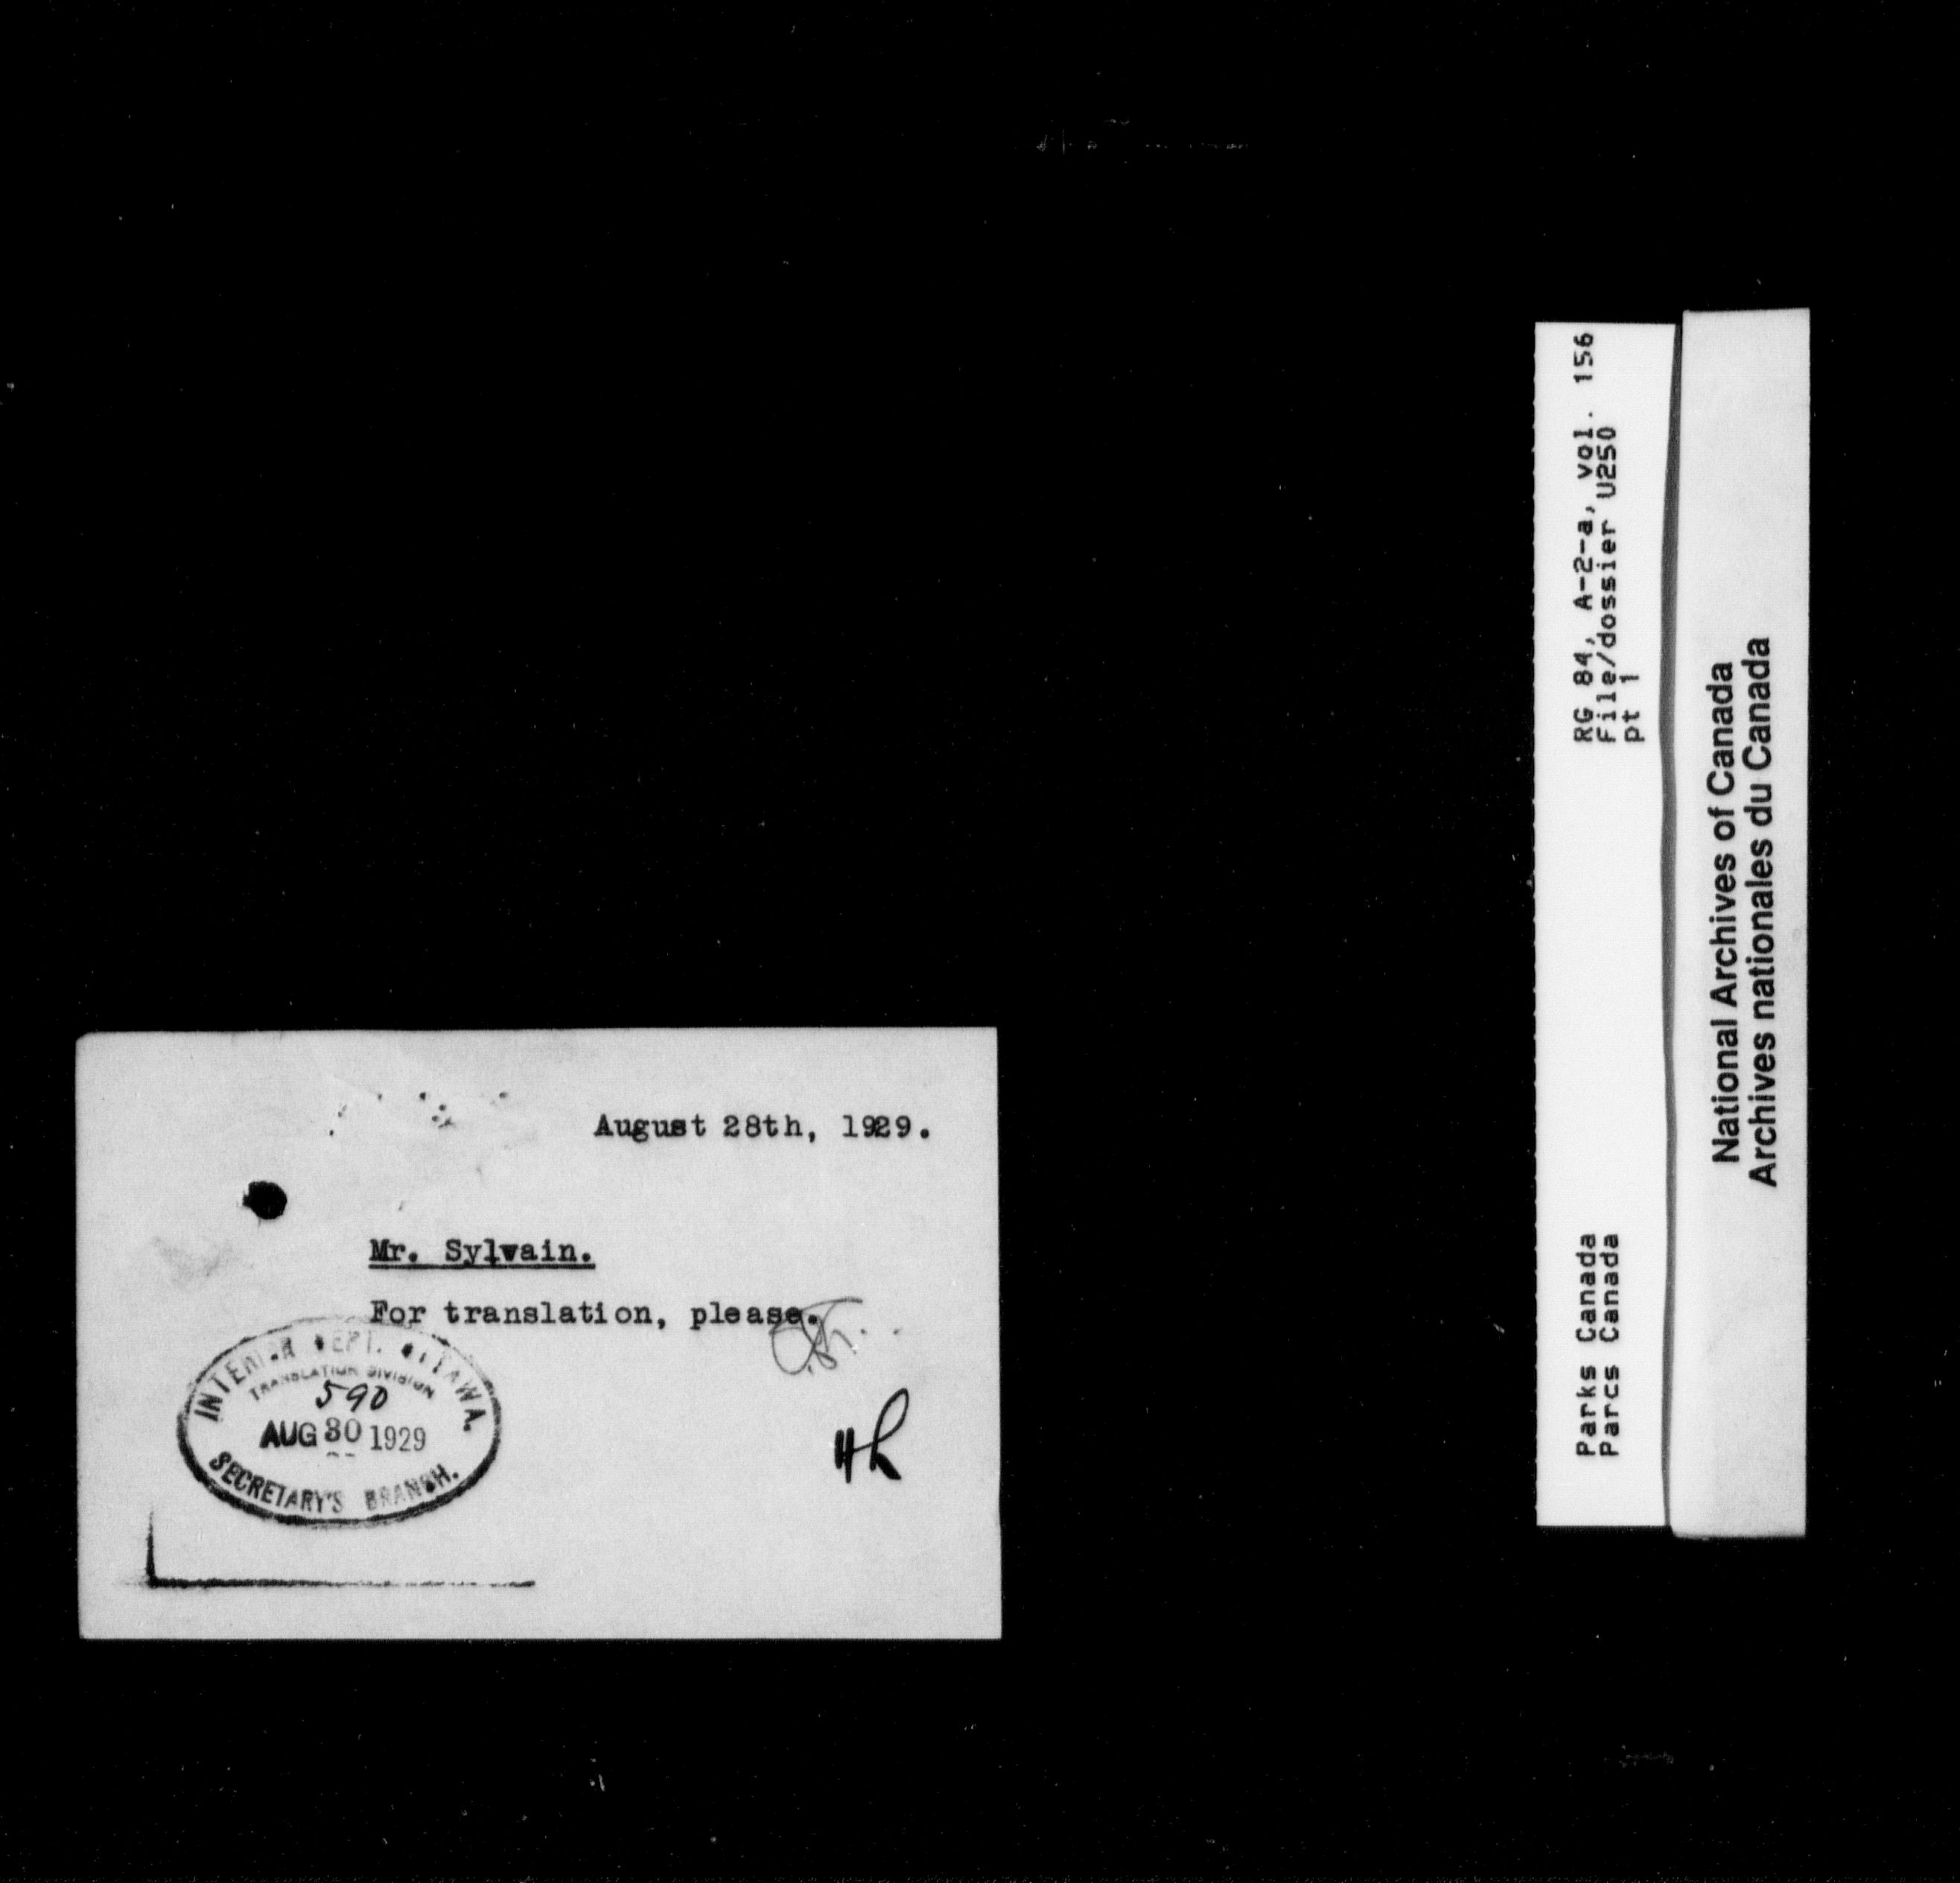 August 28th, 1929.
Mr. Sylvain.
For translation, please.
INTERIOR DEPT. OTTAWA.
TRANSLATION DIVISION
590
AUG 30 1929
SECRETARY'S BRANCH.
RG 84, A-2-a, vol. 156
File/dossier U250
pt 1
Parks Canada
Parcs Canada
National Archives of Canada
Archives nationales du Canada